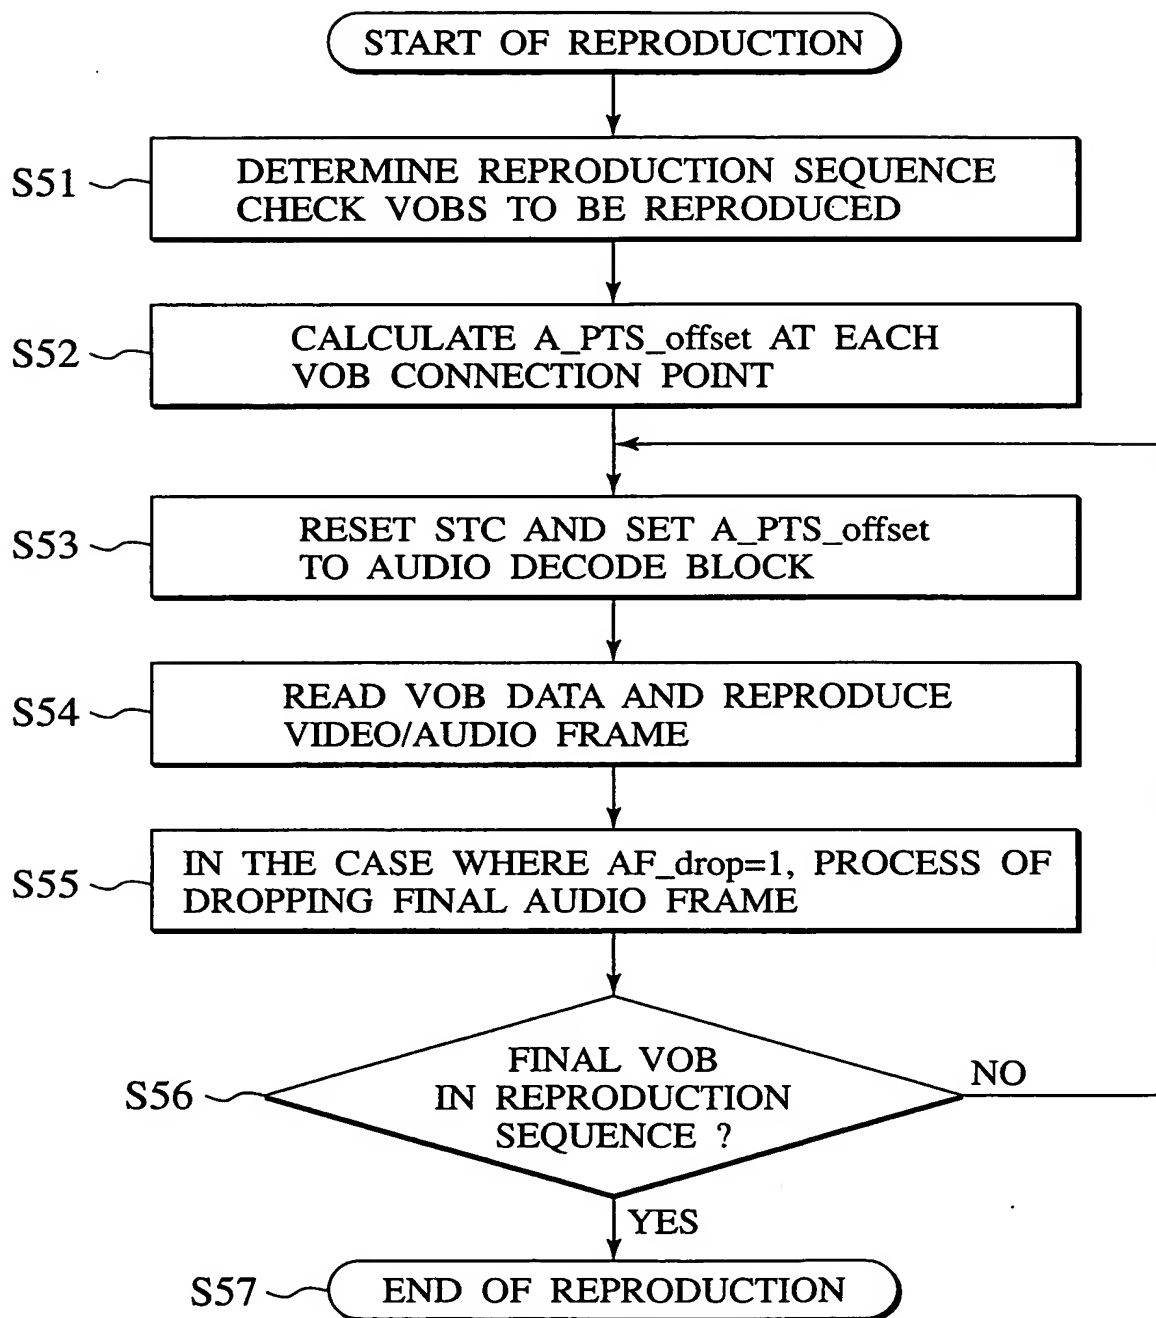 START OF REPRODUCTION
S51
DETERMINE REPRODUCTION SEQUENCE
CHECK VOBS TO BE REPRODUCED
S52
CALCULATE A_PTS_offset AT EACH
VOB CONNECTION POINT
S53
RESET STC AND SET A_PTS_offset
TO AUDIO DECODE BLOCK
S54
READ VOB DATA AND REPRODUCE
VIDEO/AUDIO FRAME
S55
IN THE CASE WHERE AF_drop=1, PROCESS OF
DROPPING FINAL AUDIO FRAME
S56
FINAL VOB
IN REPRODUCTION
SEQUENCE ?
NO
YES
S57
END OF REPRODUCTION